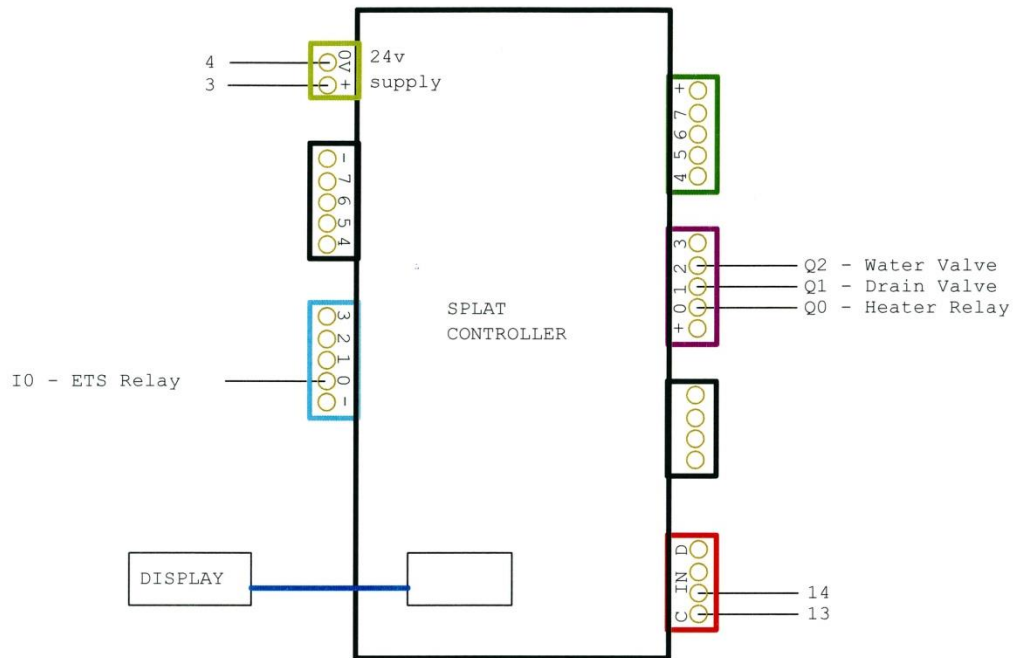 4
3
0V
+
24v
supply
-
7
6
5
4
3
2
1
0
-
I0 - ETS Relay
SPLAT
CONTROLLER
+
7
6
5
4
3
2
1
0
+
Q2 - Water Valve
Q1 - Drain Valve
Q0 - Heater Relay
D
IN
C
14
13
DISPLAY